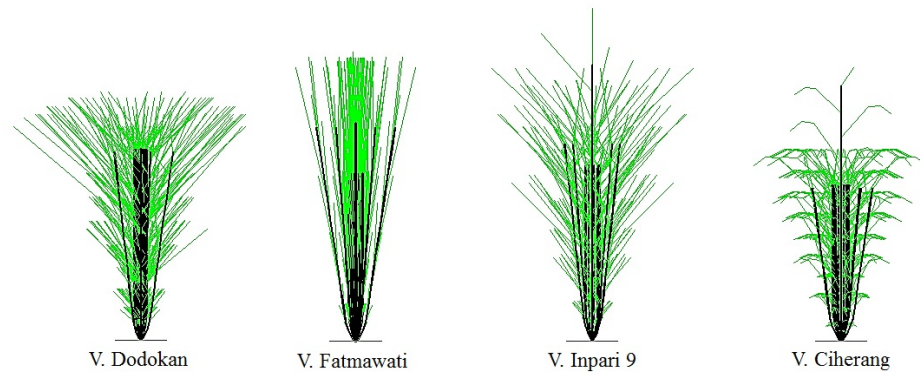 V. Dodokan
V. Fatmawati
V. Inpari 9
V. Ciherang